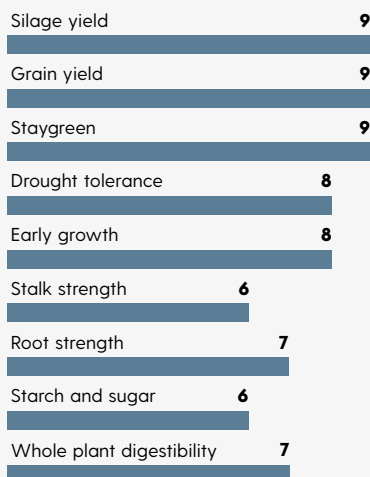 Silage yield 9
Grain yield 9
Staygreen 9
Drought tolerance 8
Early growth 8
Stalk strength 6
Root strength 7
Starch and sugar 6
Whole plant digestibility 7